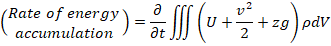 (Rate of energy accumulation) = ∂/∂t ∭ (U + v²/2 + zg) ρdV